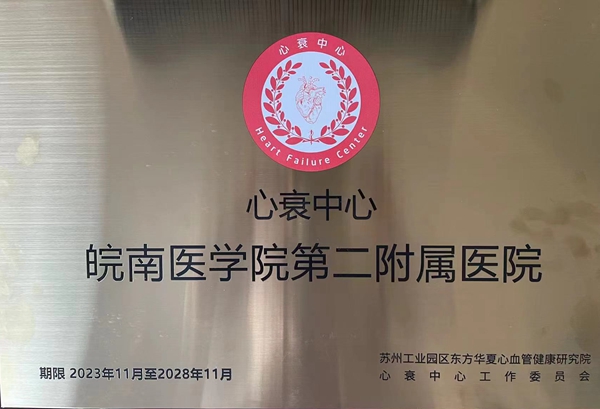 心衰中心
Heart Failure Center
心衰中心
皖南医学院第二附属医院
期限 2023年11月至2028年11月
苏州工业园区东方华夏心血管健康研究院
心衰中心工作委员会